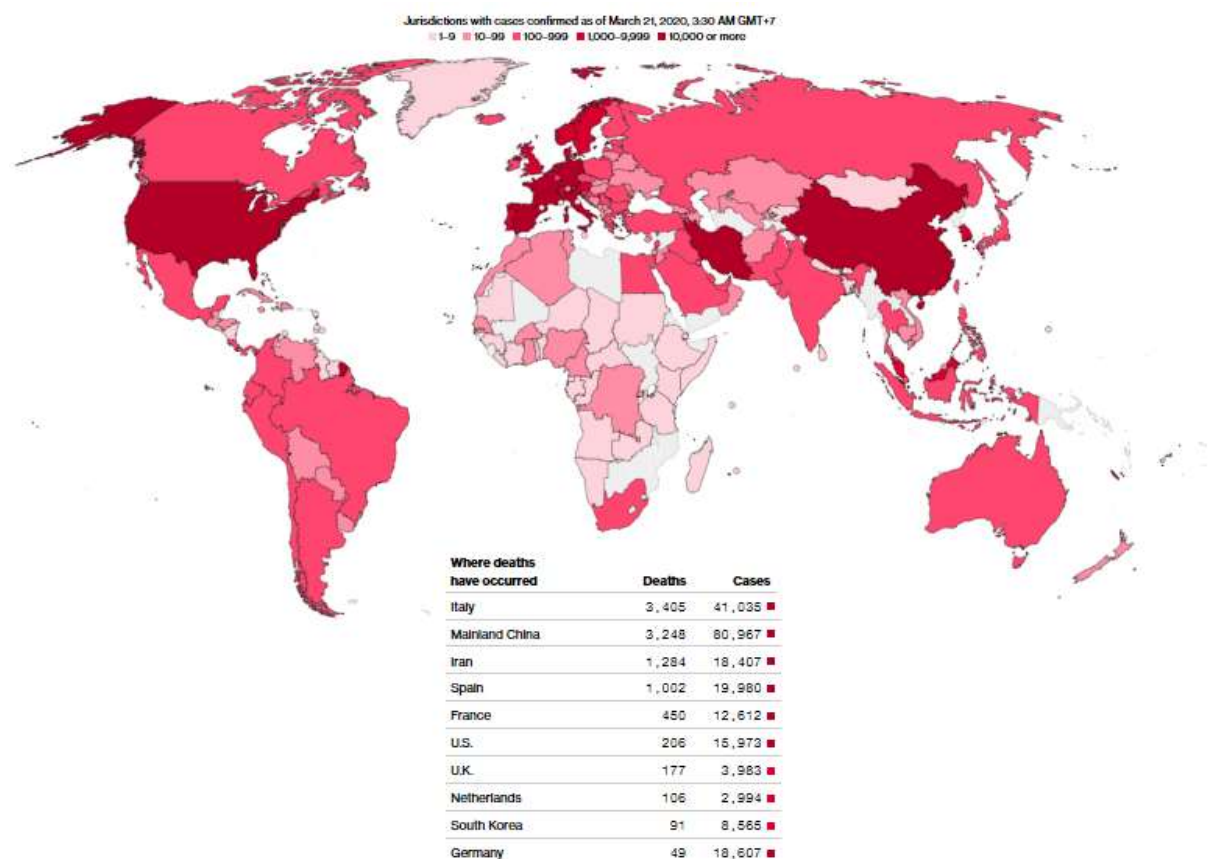 Jurisdictions with cases confirmed as of March 21, 2020, 3:30 AM GMT+7
1–9 10–99 100–999 1,000–9,999 10,000 or more
Where deaths
have occurred Deaths Cases
Italy 3,405 41,035
Mainland China 3,248 80,967
Iran 1,284 18,407
Spain 1,002 19,980
France 450 12,612
U.S. 206 15,973
U.K. 177 3,983
Netherlands 106 2,994
South Korea 91 8,565
Germany 49 18,607